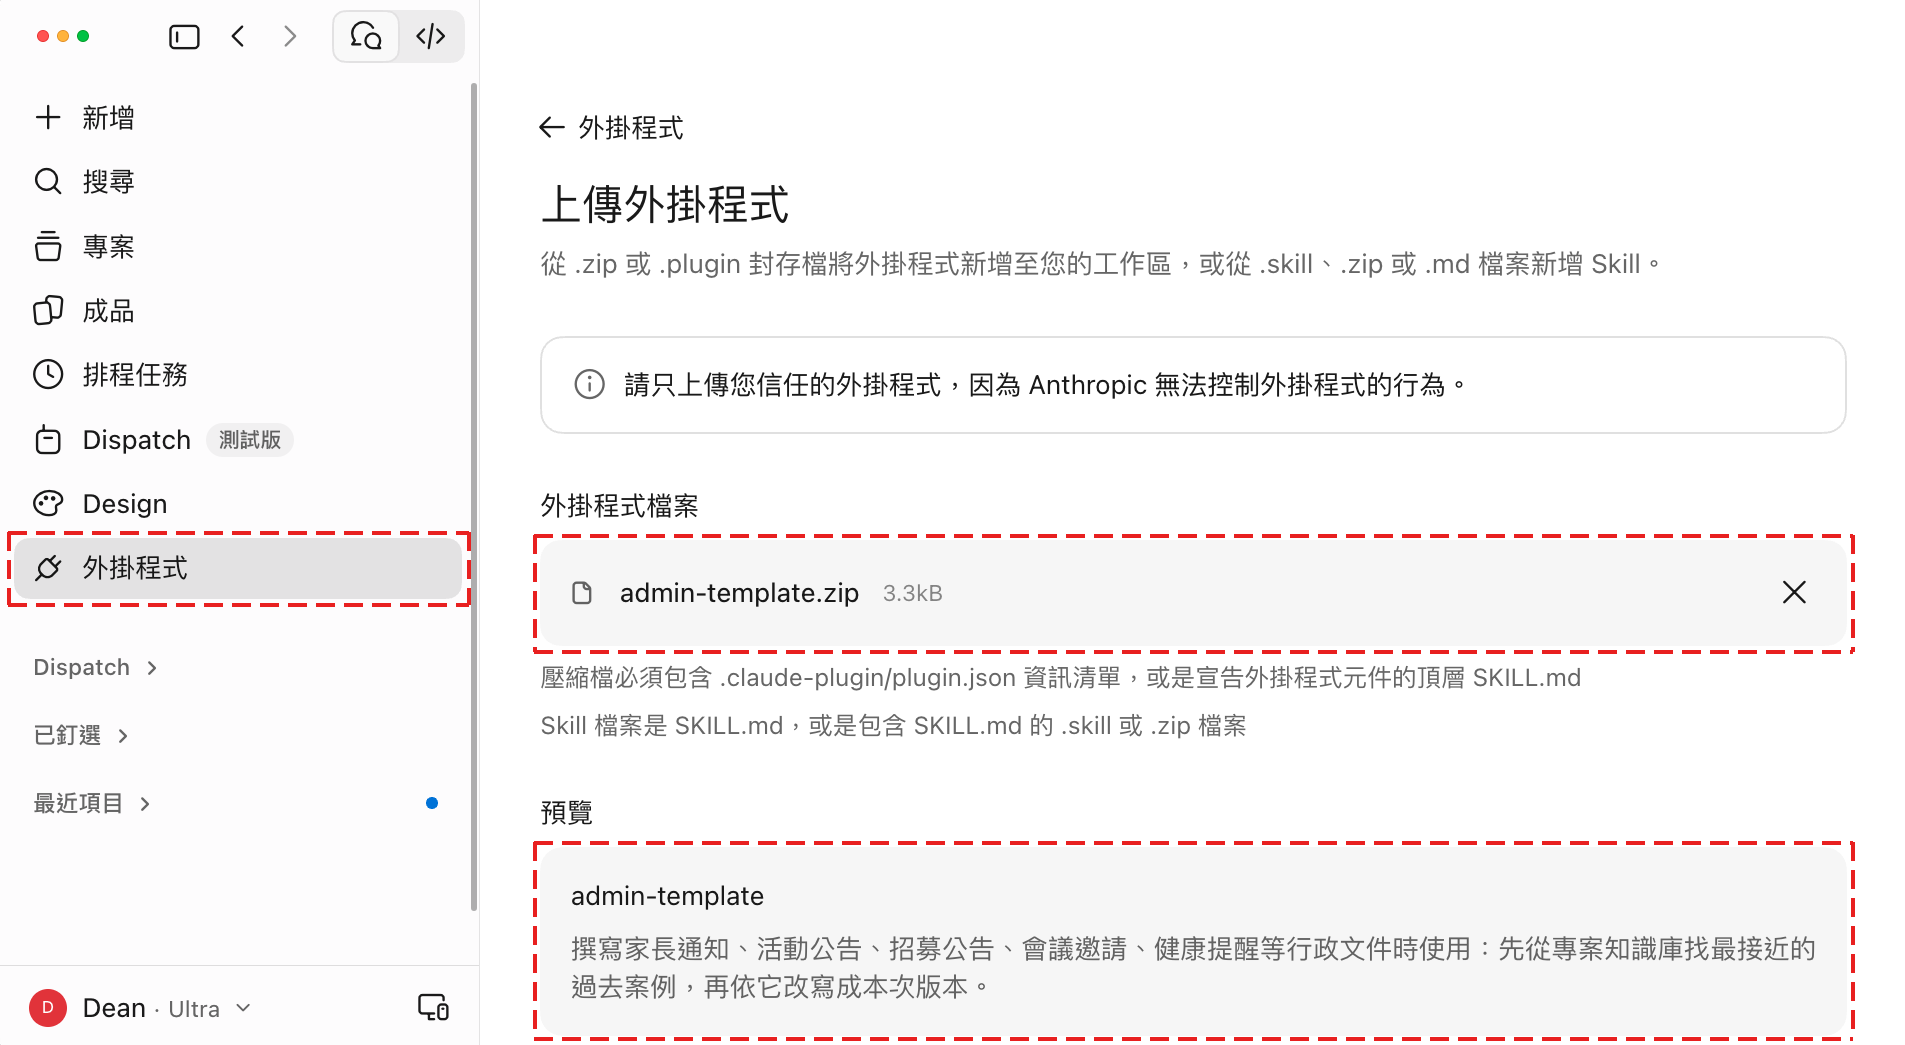 新增
搜尋
專案
成品
排程任務
Dispatch 測試版
Design
外掛程式
Dispatch
已釘選
最近項目
D Dean · Ultra
外掛程式
上傳外掛程式
從 .zip 或 .plugin 封存檔將外掛程式新增至您的工作區，或從 .skill、.zip 或 .md 檔案新增 Skill。
請只上傳您信任的外掛程式，因為 Anthropic 無法控制外掛程式的行為。
外掛程式檔案
admin-template.zip 3.3kB
壓縮檔必須包含 .claude-plugin/plugin.json 資訊清單，或是宣告外掛程式元件的頂層 SKILL.md
Skill 檔案是 SKILL.md，或是包含 SKILL.md 的 .skill 或 .zip 檔案
預覽
admin-template
撰寫家長通知、活動公告、招募公告、會議邀請、健康提醒等行政文件時使用：先從專案知識庫找最接近的
過去案例，再依它改寫成本次版本。